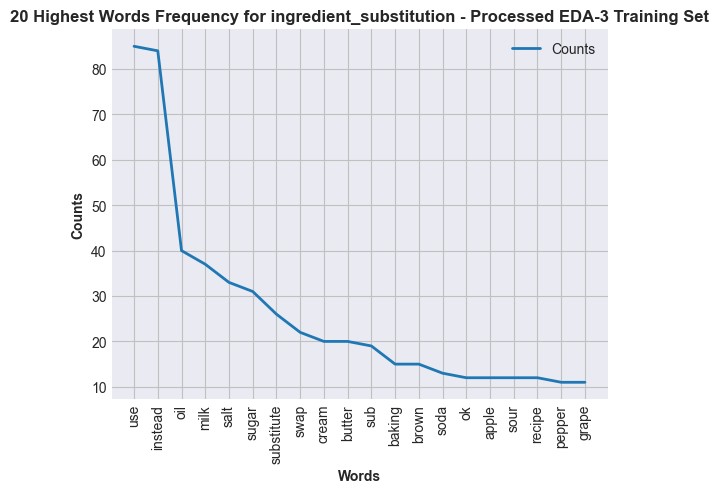 20 Highest Words Frequency for ingredient_substitution - Processed EDA-3 Training Set
Counts
80
70
60
50
40
30
20
10
Counts
use
instead
oil
milk
salt
sugar
substitute
swap
cream
butter
sub
baking
brown
soda
ok
apple
sour
recipe
pepper
grape
Words